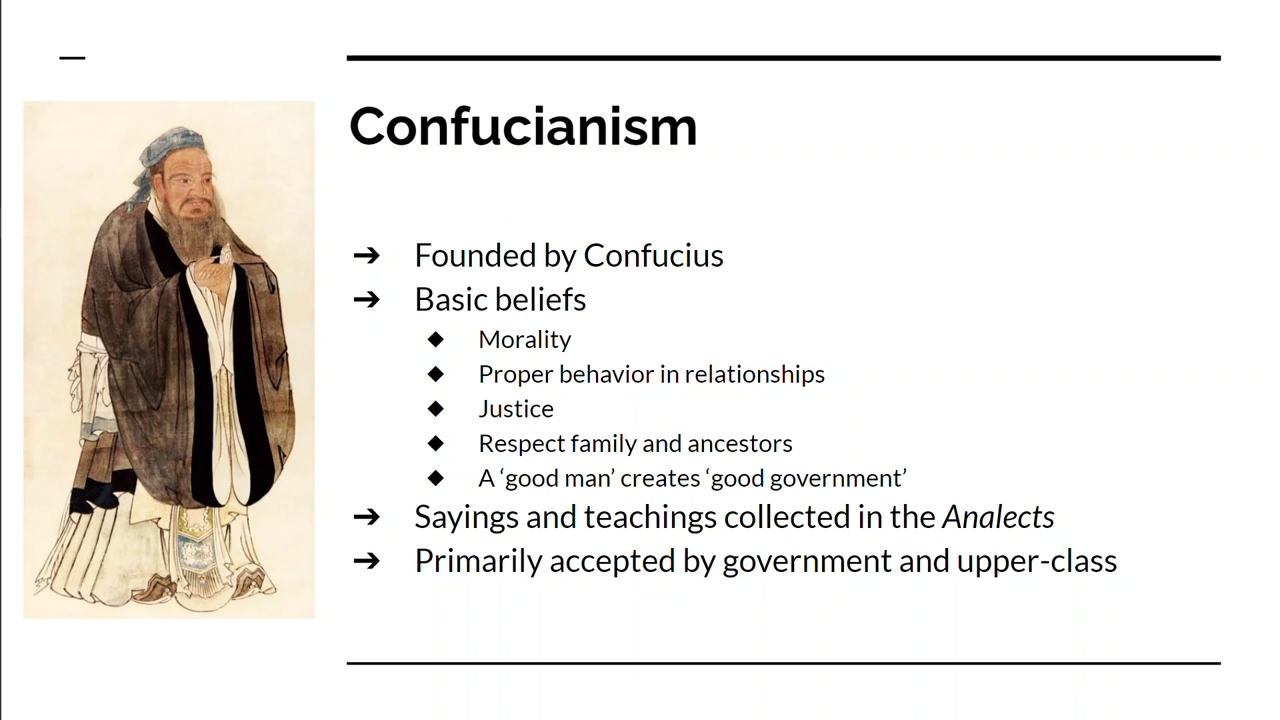 Confucianism
➔ Founded by Confucius
➔ Basic beliefs
◆ Morality
◆ Proper behavior in relationships
◆ Justice
◆ Respect family and ancestors
◆ A ‘good man’ creates ‘good government’
➔ Sayings and teachings collected in the Analects
➔ Primarily accepted by government and upper-class